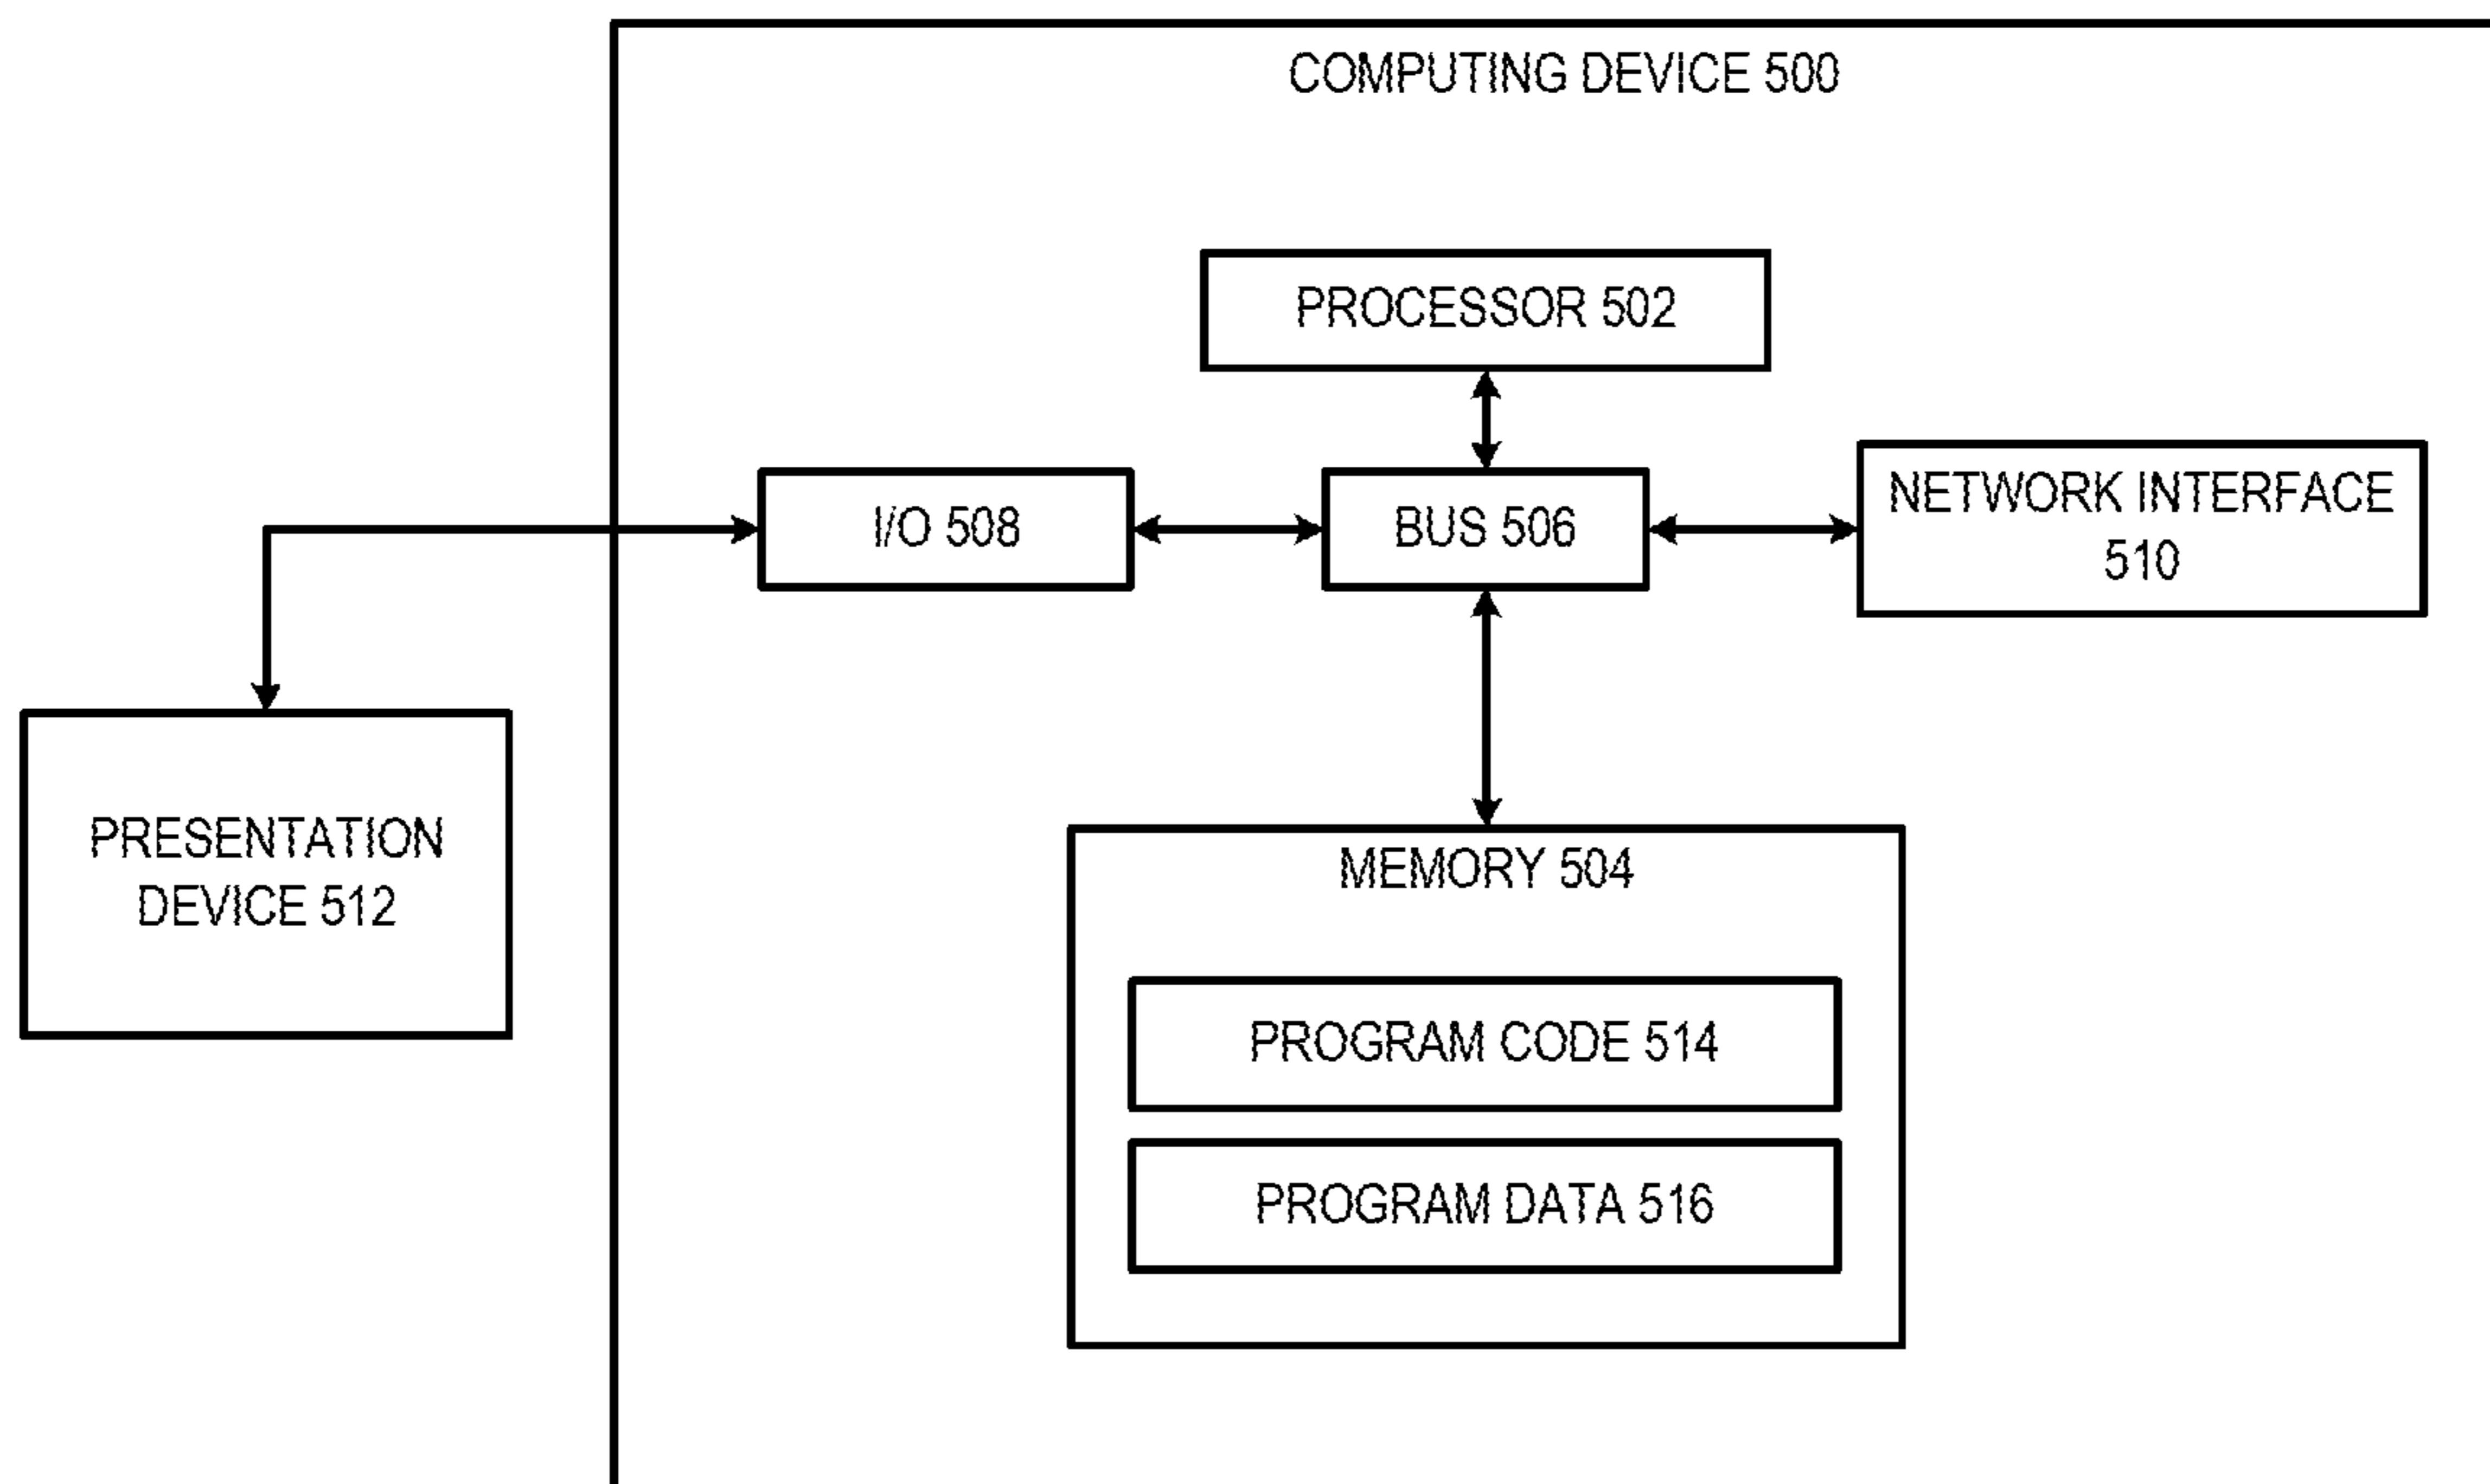 COMPUTING DEVICE 500
PROCESSOR 502
I/O 508
BUS 506
NETWORK INTERFACE
510
PRESENTATION
DEVICE 512
MEMORY 504
PROGRAM CODE 514
PROGRAM DATA 516